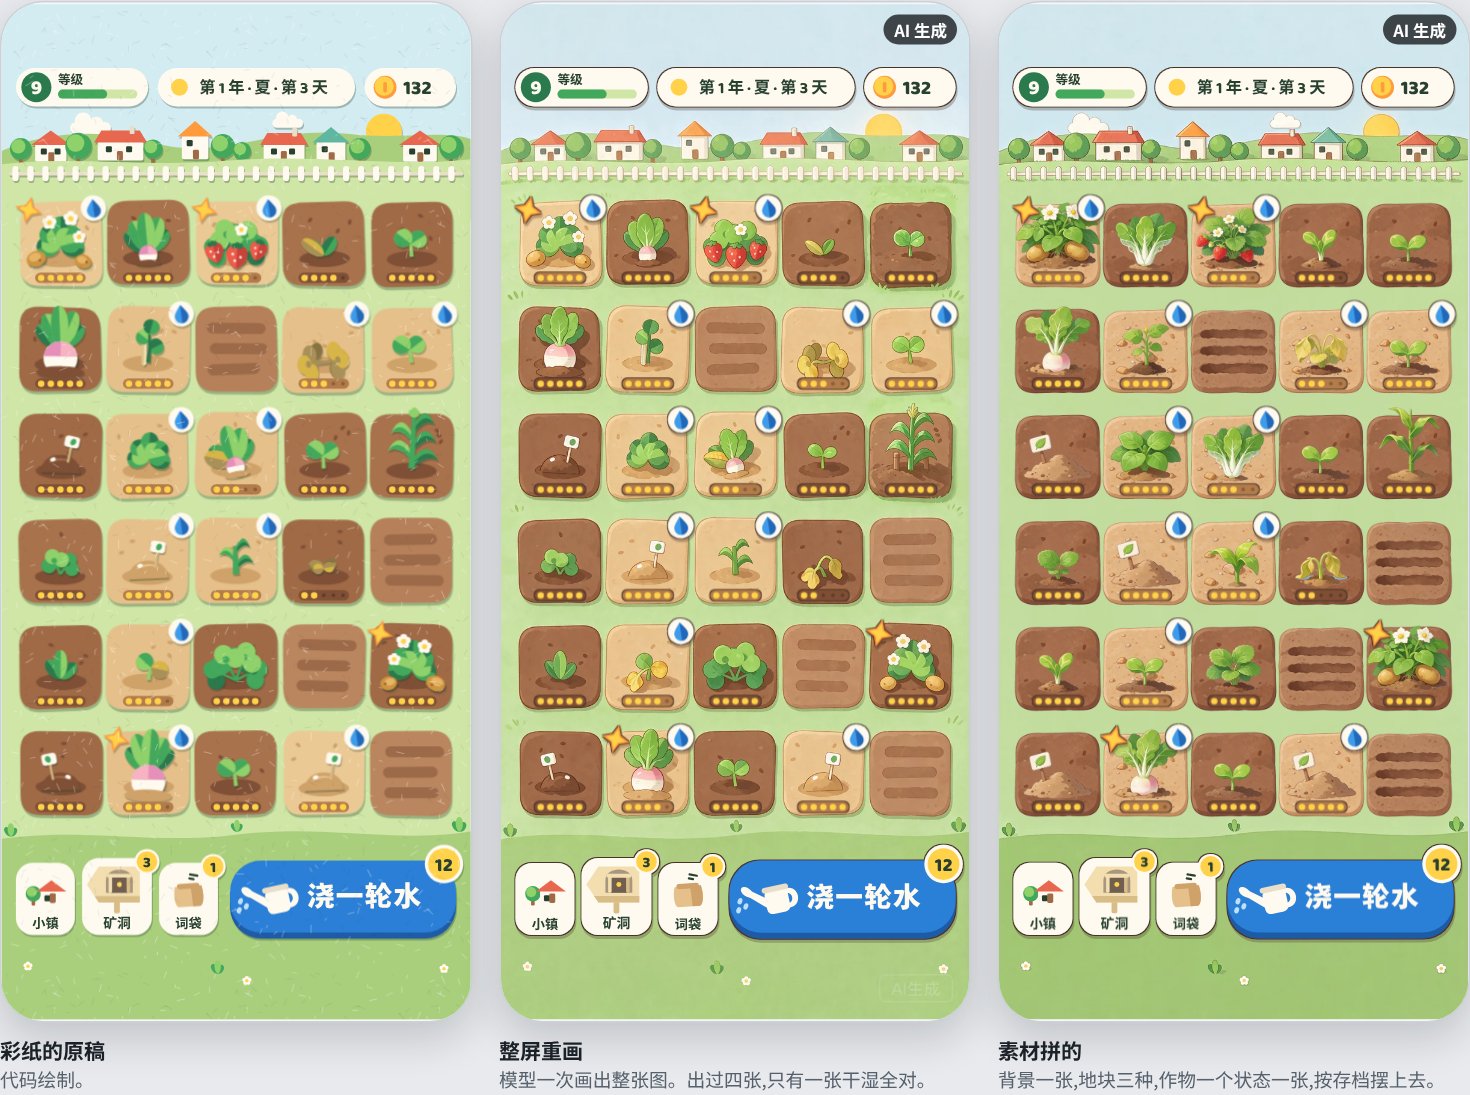 AI 生成
AI 生成
9
等级
第1年·夏·第3天
132
9
等级
第1年·夏·第3天
132
9
等级
第1年·夏·第3天
132
小镇
3
矿洞
1
词袋
浇一轮水
12
小镇
3
矿洞
1
词袋
浇一轮水
12
小镇
3
矿洞
1
词袋
浇一轮水
12
AI生成
彩纸的原稿
代码绘制。
整屏重画
模型一次画出整张图。出过四张,只有一张干湿全对。
素材拼的
背景一张,地块三种,作物一个状态一张,按存档摆上去。